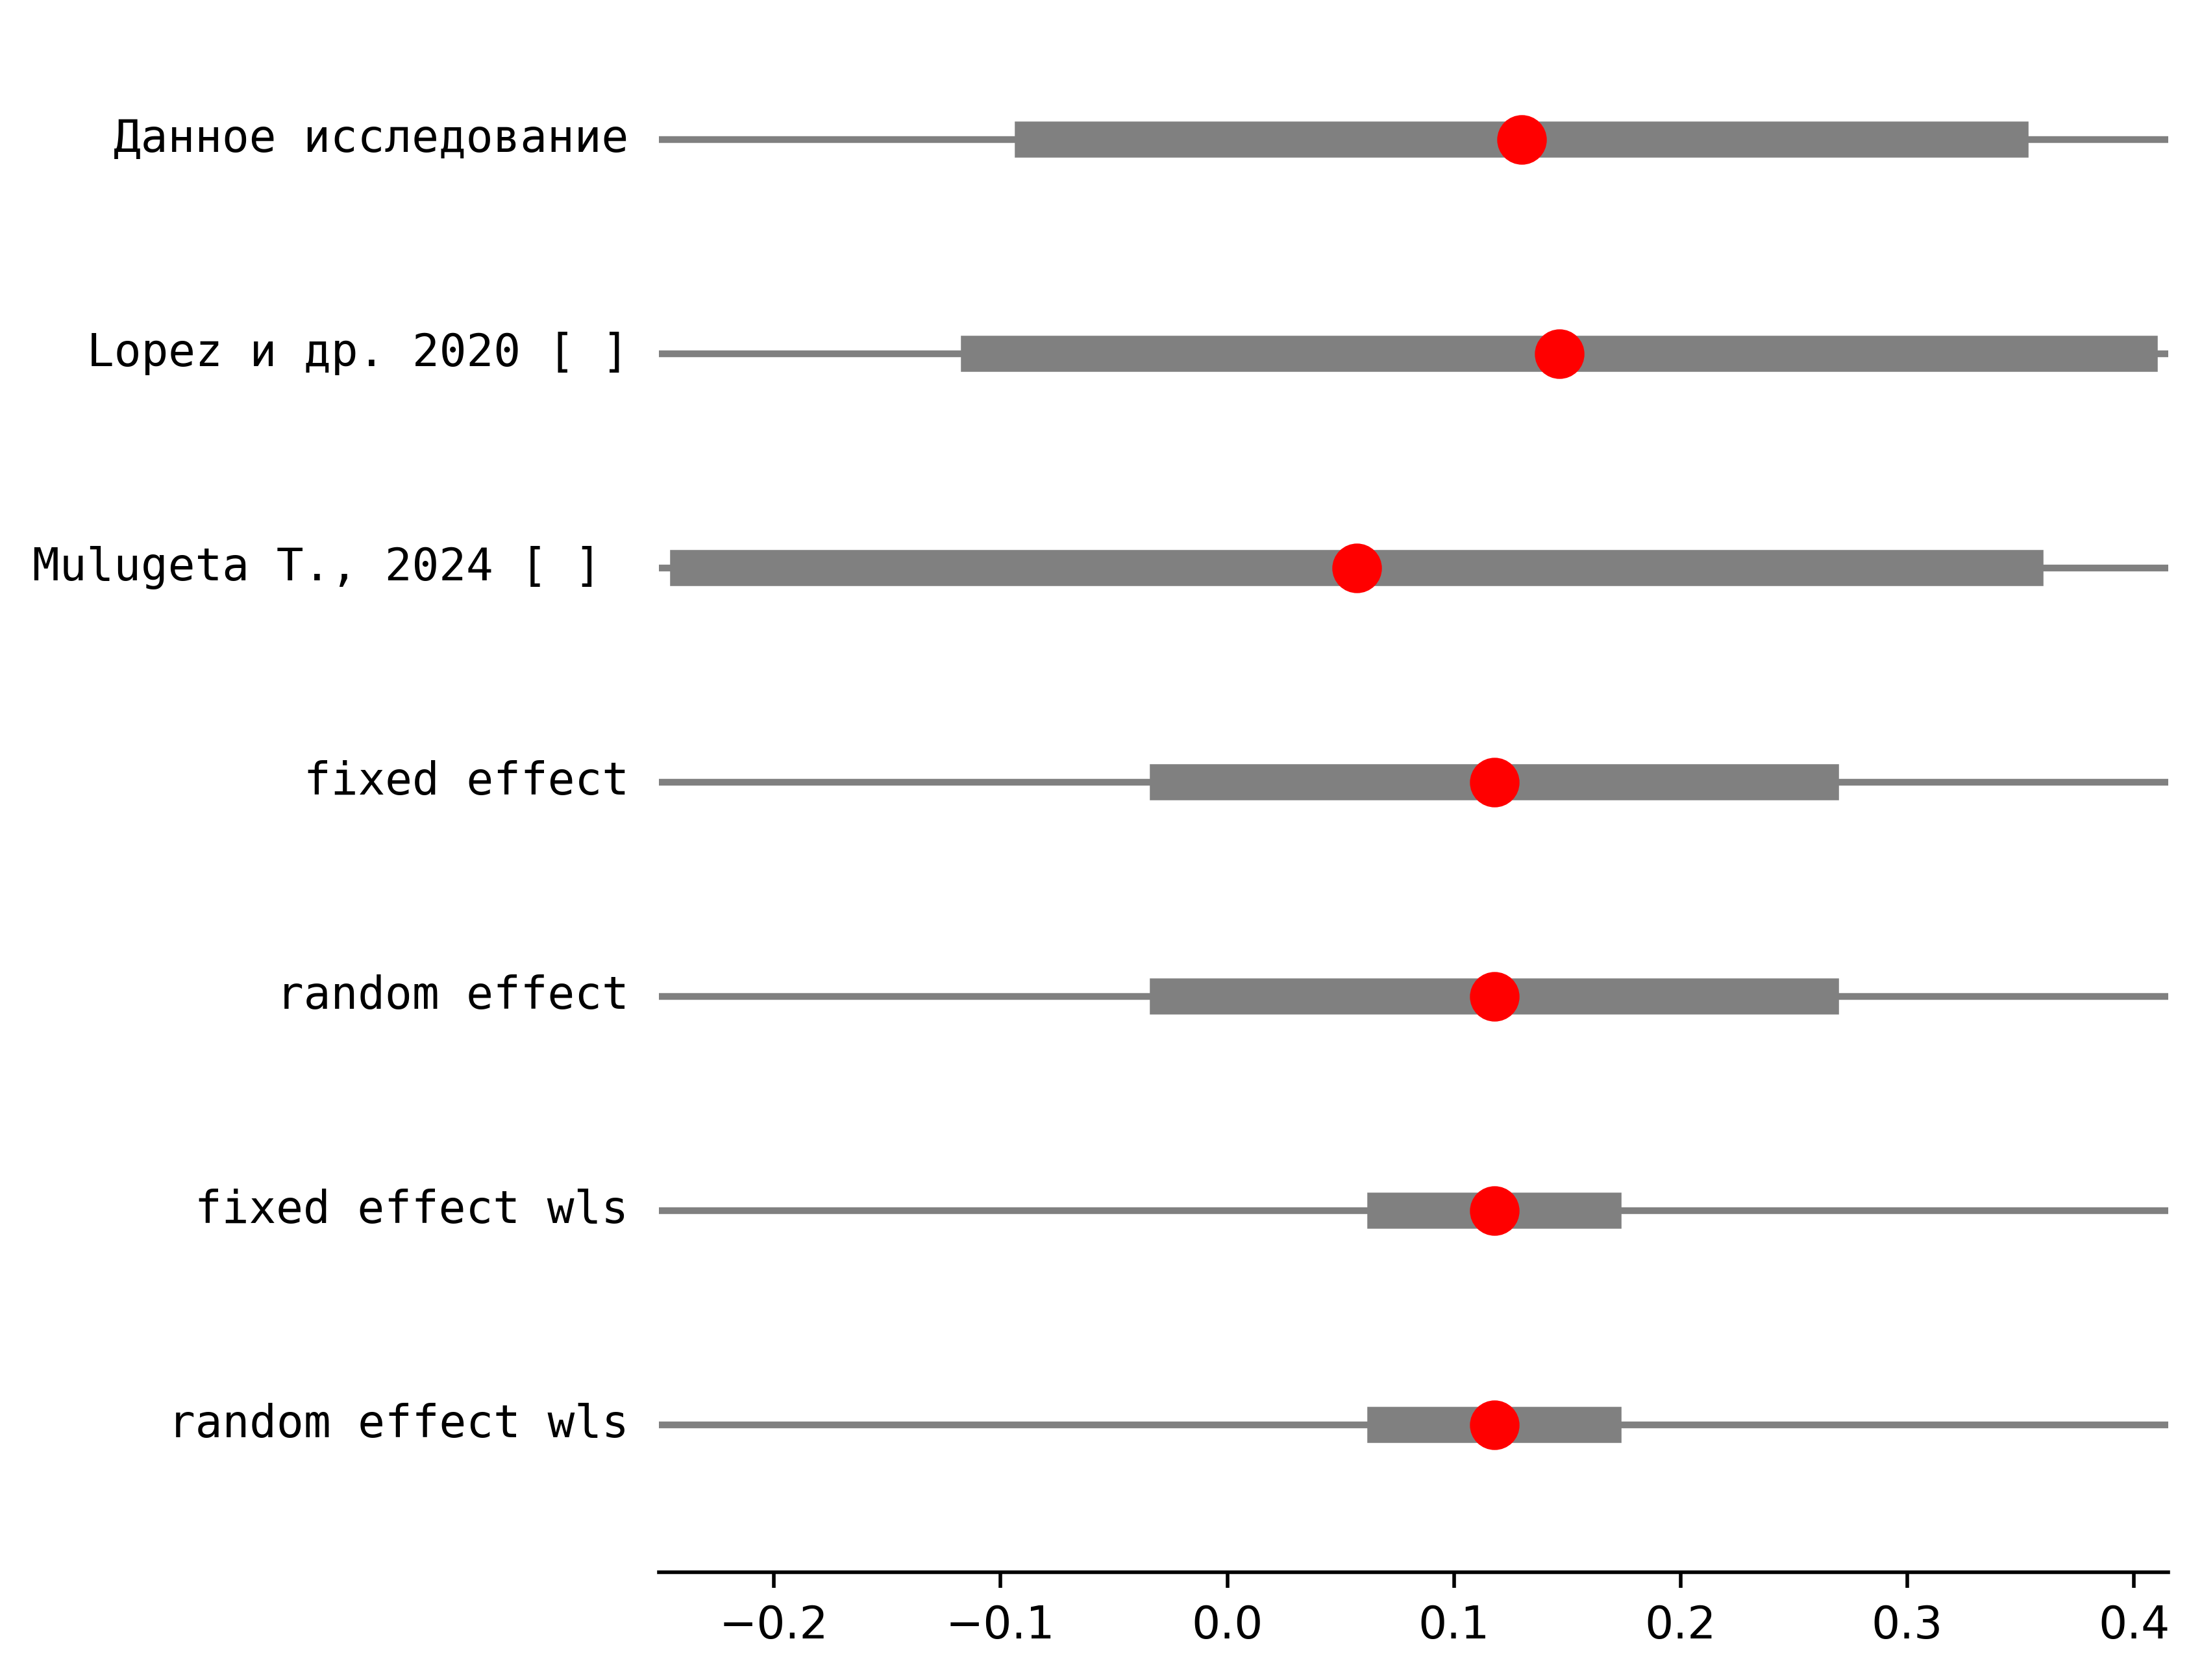 Данное исследование
Lopez и др. 2020 [ ]
Mulugeta T., 2024 [ ]
fixed effect
random effect
fixed effect wls
random effect wls
−0.2 −0.1 0.0 0.1 0.2 0.3 0.4